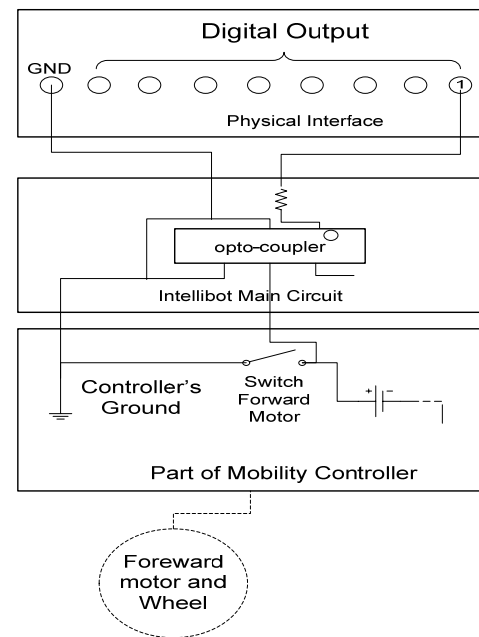 Digital Output
GND
1
Physical Interface
opto-coupler
Intellibot Main Circuit
+ -
Controller's
Ground
Switch
Forward
Motor
Part of Mobility Controller
Foreward
motor and
Wheel